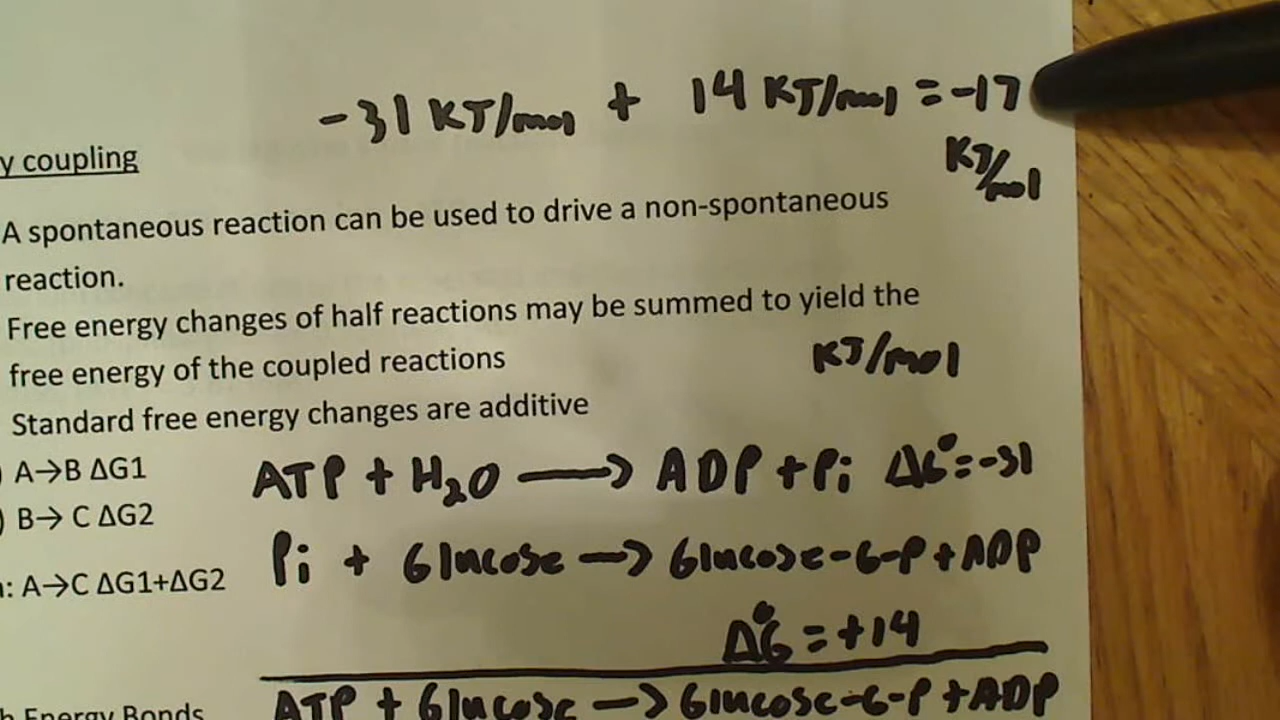 -31 KJ/mol + 14 KJ/mol = -17
KJ/mol
y coupling
A spontaneous reaction can be used to drive a non-spontaneous
reaction.
Free energy changes of half reactions may be summed to yield the
free energy of the coupled reactions
KJ/mol
Standard free energy changes are additive
) A→B ΔG1
ATP + H₂O → ADP + Pi ΔG° = -31
) B→ C ΔG2
Pi + Glucose → Glucose-6-P + ADP
: A→C ΔG1+ΔG2
ΔG° = +14
ATP + Glucose → Glucose-6-P + ADP
h Energy Bonds